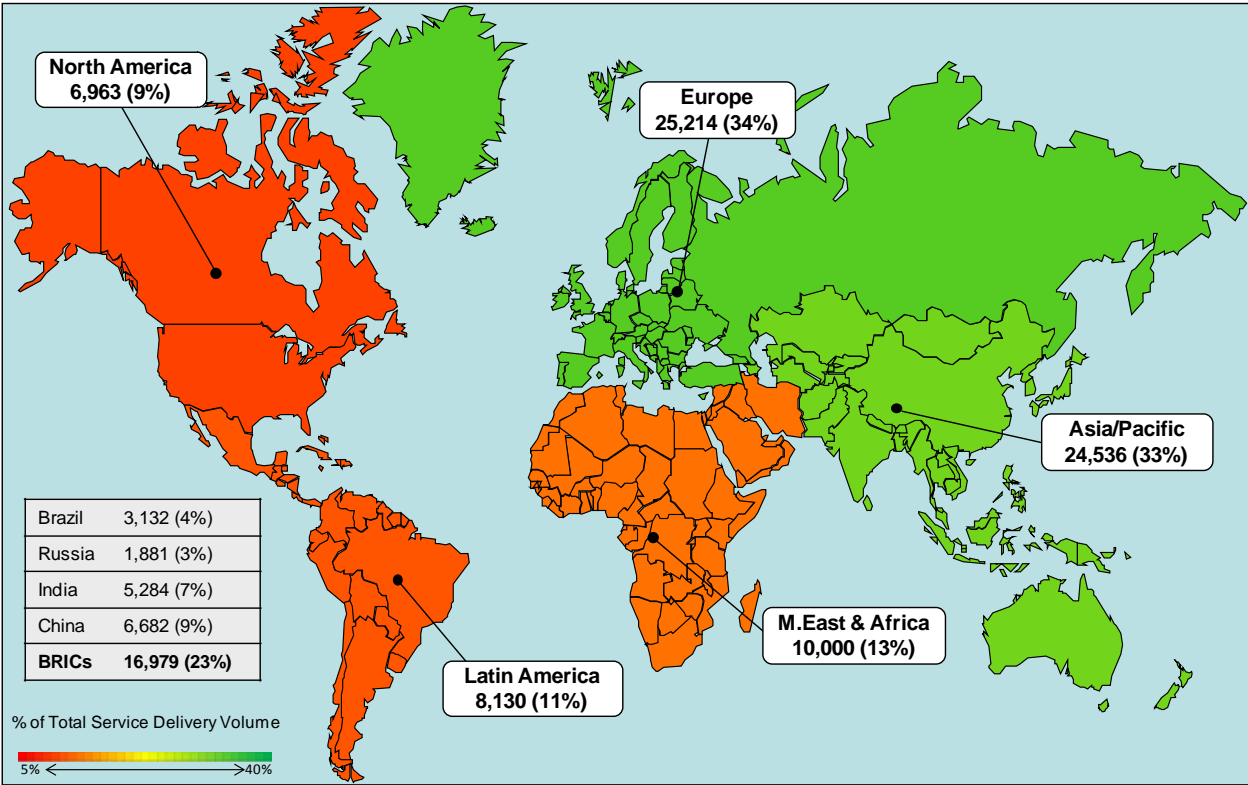 North America
6,963 (9%)
Europe
25,214 (34%)
Asia/Pacific
24,536 (33%)
Brazil 3,132 (4%)
Russia 1,881 (3%)
India 5,284 (7%)
China 6,682 (9%)
BRICs 16,979 (23%)
M.East & Africa
10,000 (13%)
Latin America
8,130 (11%)
% of Total Service Delivery Volume
5% 40%